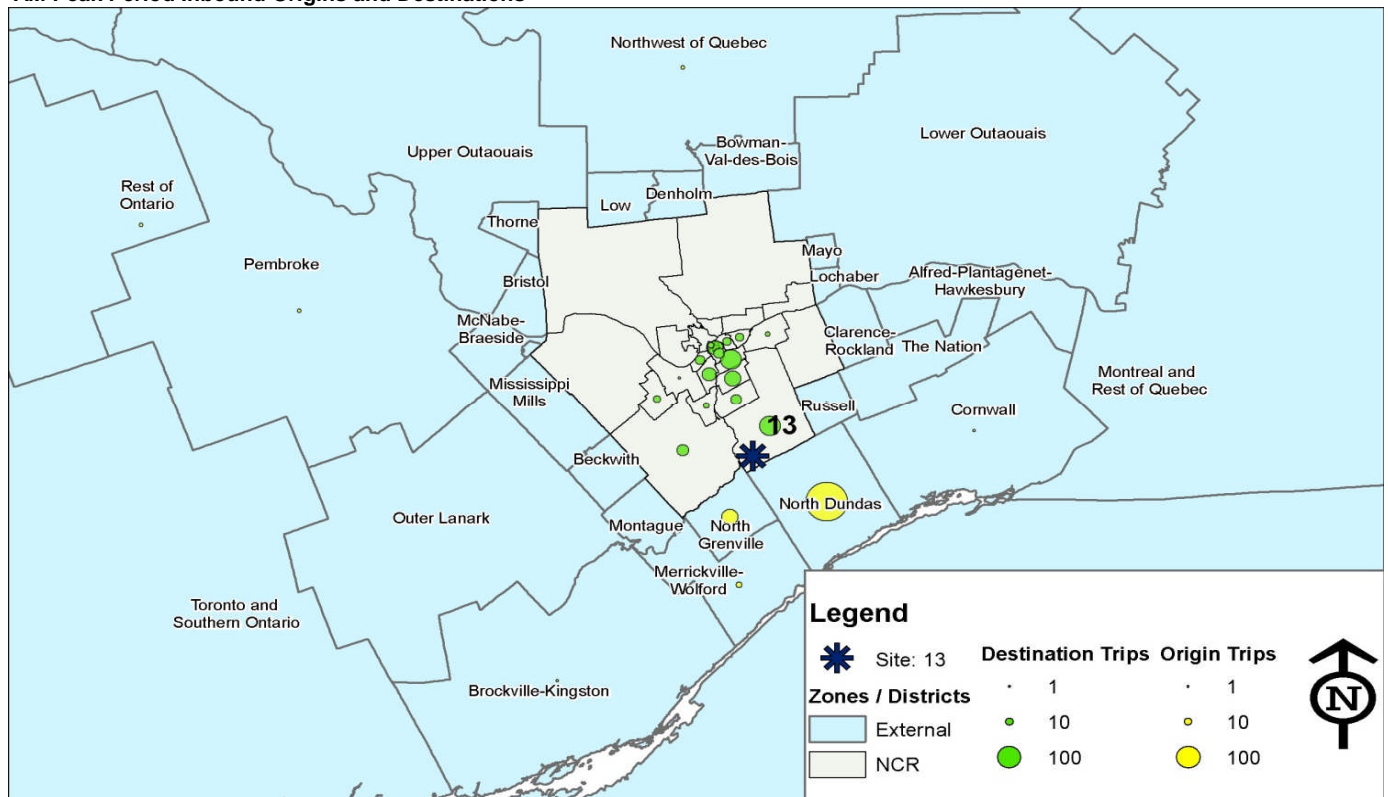 AM Peak Period Inbound Origins and Destinations
Northwest of Quebec
Lower Outaouais
Bowman-
Val-des-Bois
Upper Outaouais
Rest of
Ontario
Denholm
Low
Thorne
Mayo
Pembroke
Lochaber
Alfred-Plantagenet-
Hawkesbury
Bristol
McNabe-
Braeside
Clarence-
Rockland
The Nation
Montreal and
Rest of Quebec
Mississippi
Mills
Russell
Cornwall
13
Beckwith
North Dundas
Outer Lanark
Montague
North
Grenville
Merrickville-
Wolford
Toronto and
Southern Ontario
Brockville-Kingston
Legend
Site: 13
Zones / Districts
External
NCR
Destination Trips
1
10
100
Origin Trips
1
10
100
N